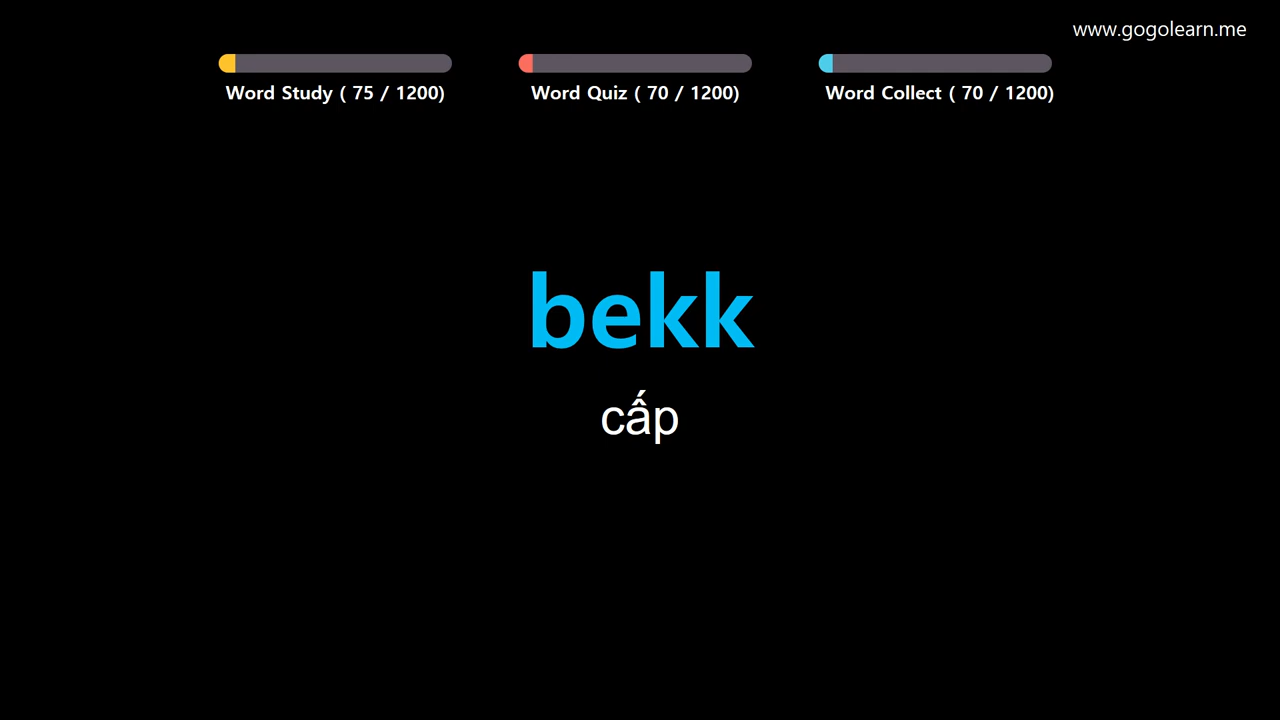 www.gogolearn.me
Word Study ( 75 / 1200)
Word Quiz ( 70 / 1200)
Word Collect ( 70 / 1200)
bekk
cấp